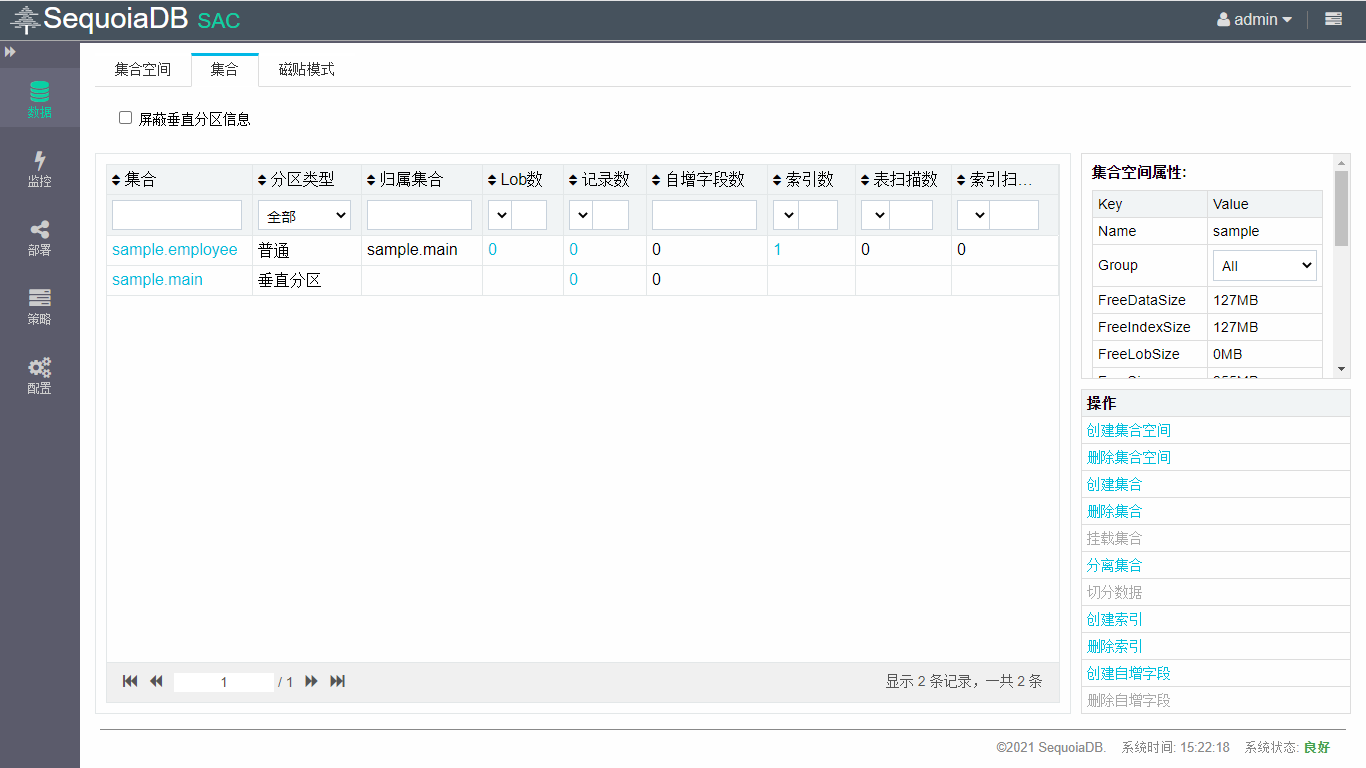 SequoiaDB SAC
admin
数据
监控
部署
策略
配置
集合空间 集合 磁贴模式
屏蔽垂直分区信息
集合 分区类型 归属集合 Lob数 记录数 自增字段数 索引数 表扫描数 索引扫…
全部
sample.employee 普通 sample.main 0 0 0 1 0 0
sample.main 垂直分区 0 0
1 / 1 显示 2 条记录，一共 2 条
集合空间属性:
Key Value
Name sample
Group All
FreeDataSize 127MB
FreeIndexSize 127MB
FreeLobSize 0MB
操作
创建集合空间
删除集合空间
创建集合
删除集合
挂载集合
分离集合
切分数据
创建索引
删除索引
创建自增字段
删除自增字段
©2021 SequoiaDB. 系统时间: 15:22:18 系统状态: 良好